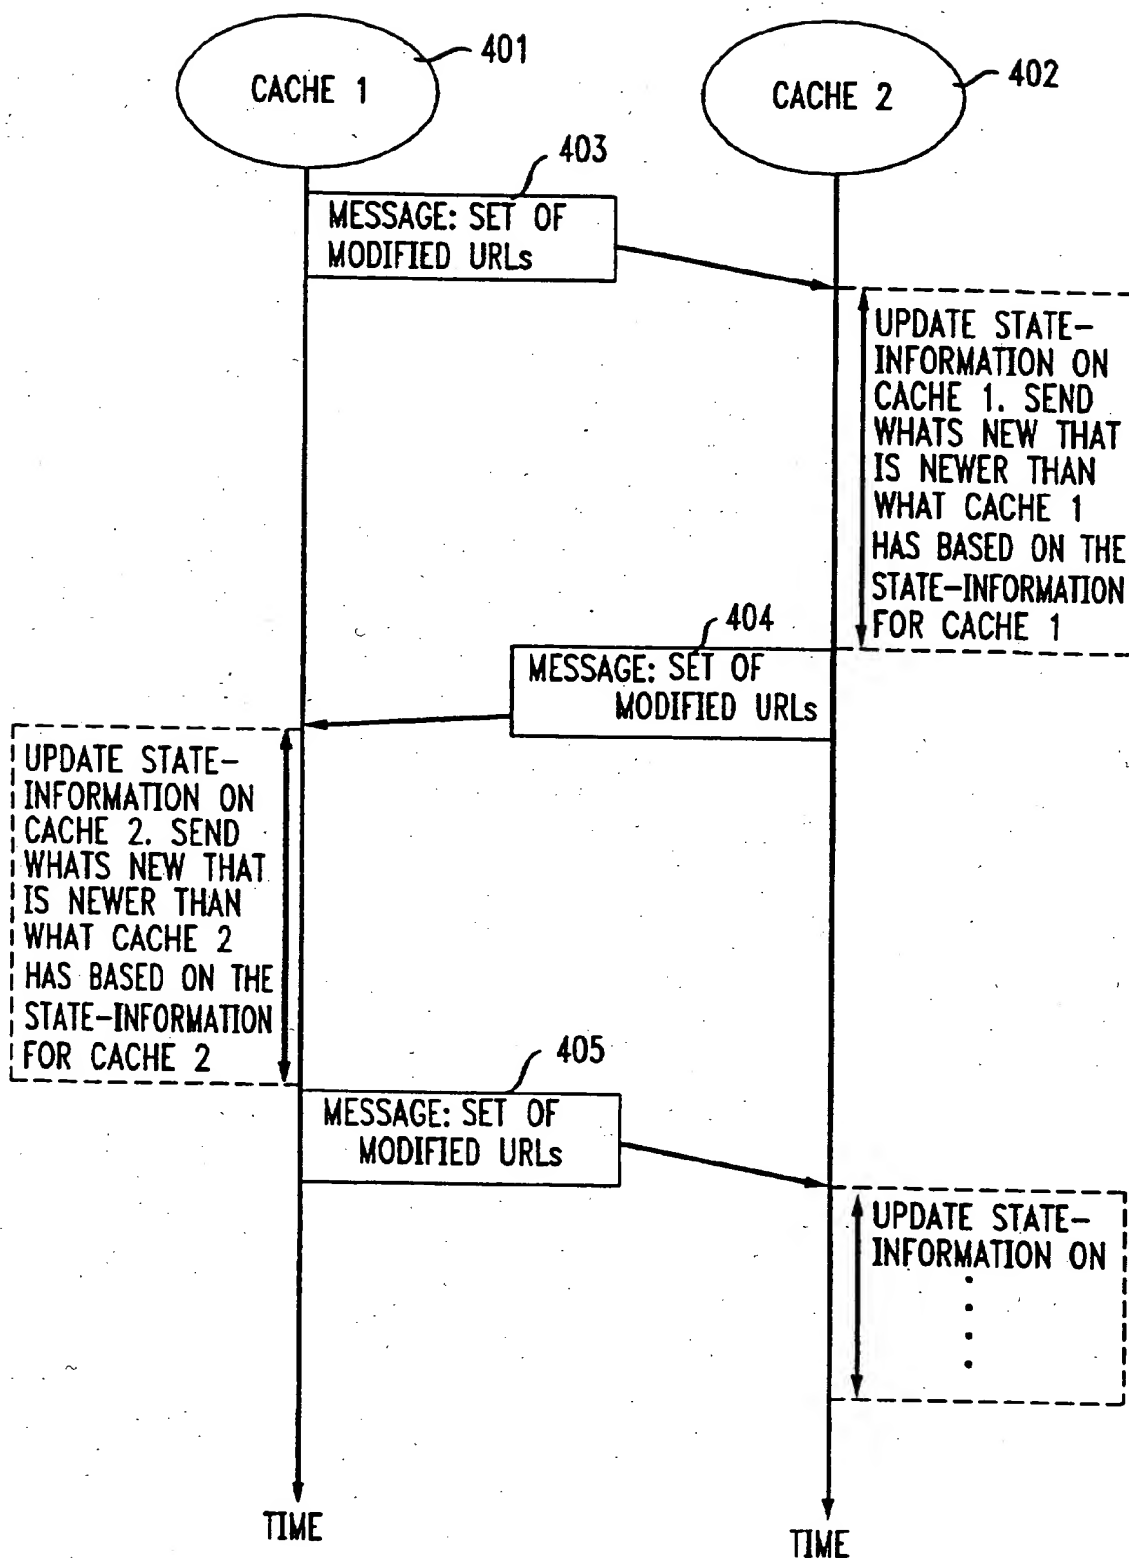 401
CACHE 1
402
CACHE 2
403
MESSAGE: SET OF
MODIFIED URLs
UPDATE STATE-
INFORMATION ON
CACHE 1. SEND
WHATS NEW THAT
IS NEWER THAN
WHAT CACHE 1
HAS BASED ON THE
STATE-INFORMATION
FOR CACHE 1
404
MESSAGE: SET OF
MODIFIED URLs
UPDATE STATE-
INFORMATION ON
CACHE 2. SEND
WHATS NEW THAT
IS NEWER THAN
WHAT CACHE 2
HAS BASED ON THE
STATE-INFORMATION
FOR CACHE 2
405
MESSAGE: SET OF
MODIFIED URLs
UPDATE STATE-
INFORMATION ON
TIME
TIME